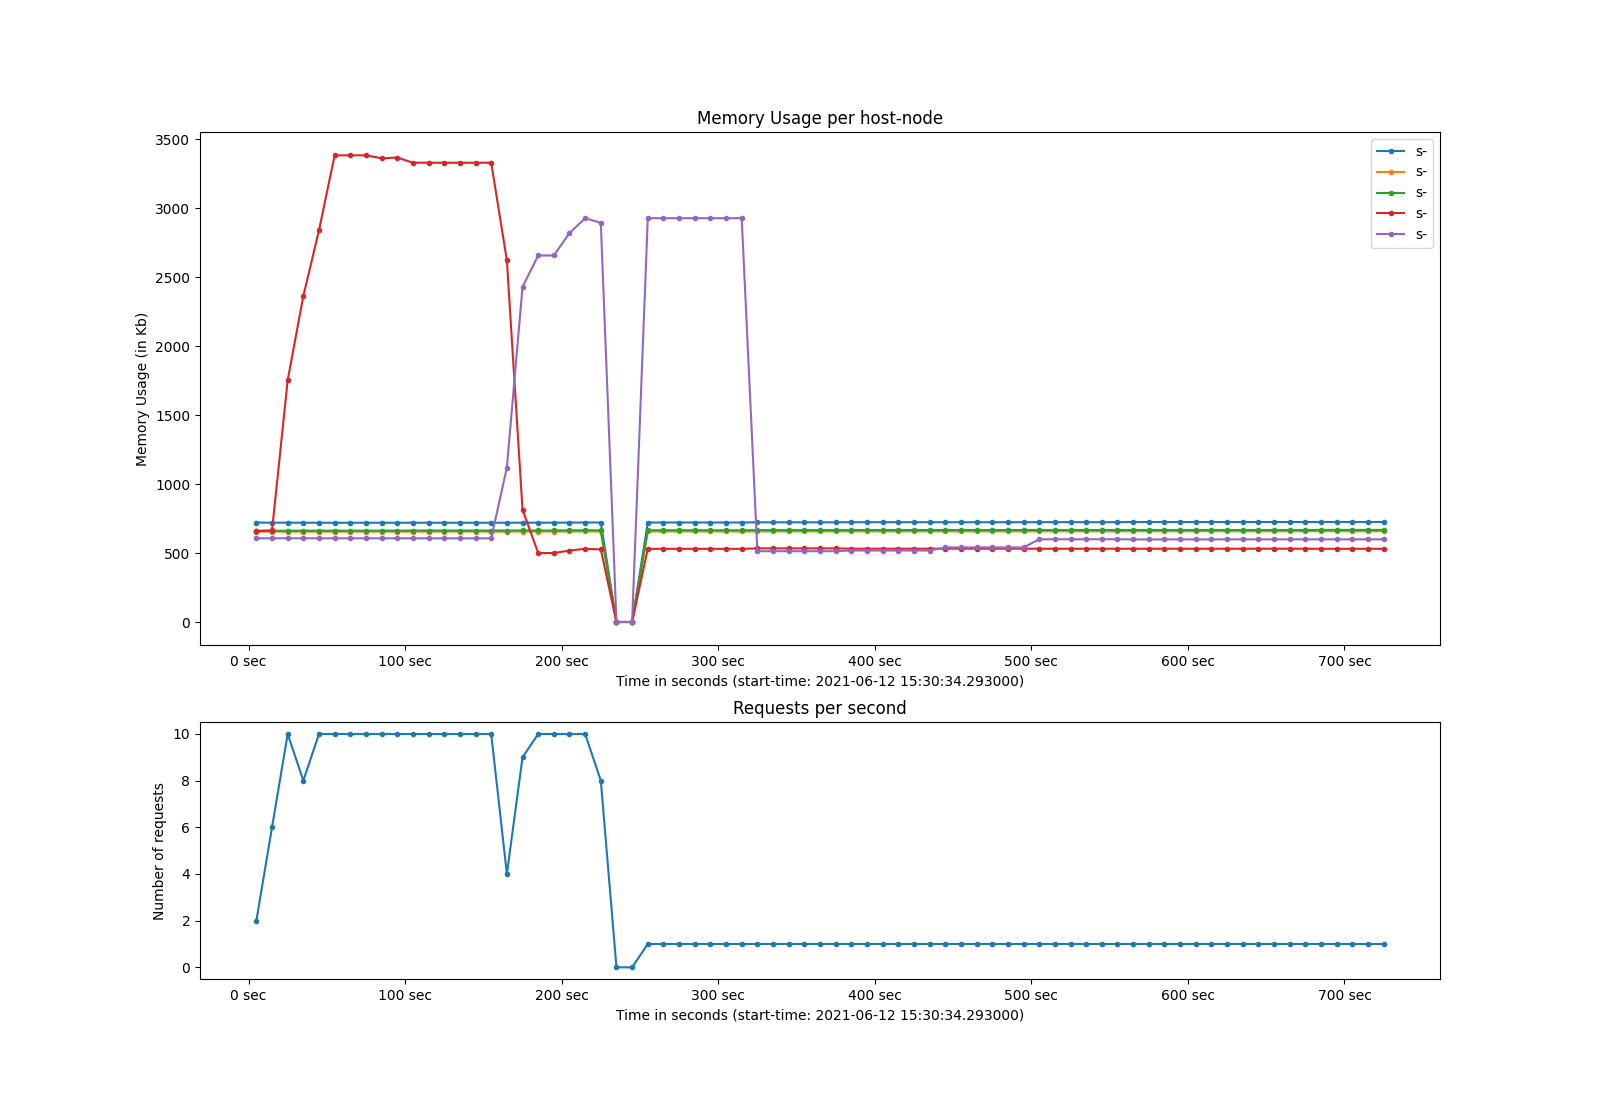 Memory Usage per host-node
3500
3000
2500
2000
1500
1000
500
0
Memory Usage (in Kb)
s-
s-
s-
s-
s-
0 sec 100 sec 200 sec 300 sec 400 sec 500 sec 600 sec 700 sec
Time in seconds (start-time: 2021-06-12 15:30:34.293000)
Requests per second
10
8
6
4
2
0
Number of requests
0 sec 100 sec 200 sec 300 sec 400 sec 500 sec 600 sec 700 sec
Time in seconds (start-time: 2021-06-12 15:30:34.293000)